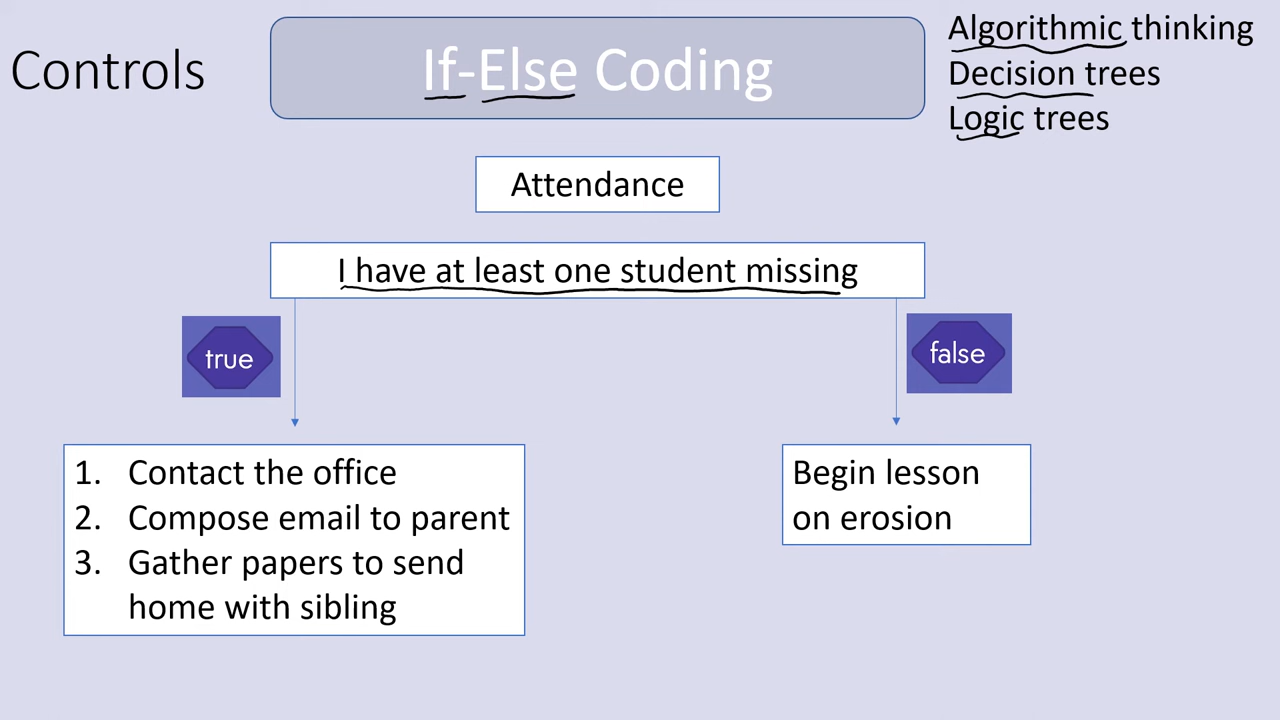 Controls
If-Else Coding
Algorithmic thinking
Decision trees
Logic trees
Attendance
I have at least one student missing
true
false
1. Contact the office
2. Compose email to parent
3. Gather papers to send
home with sibling
Begin lesson
on erosion